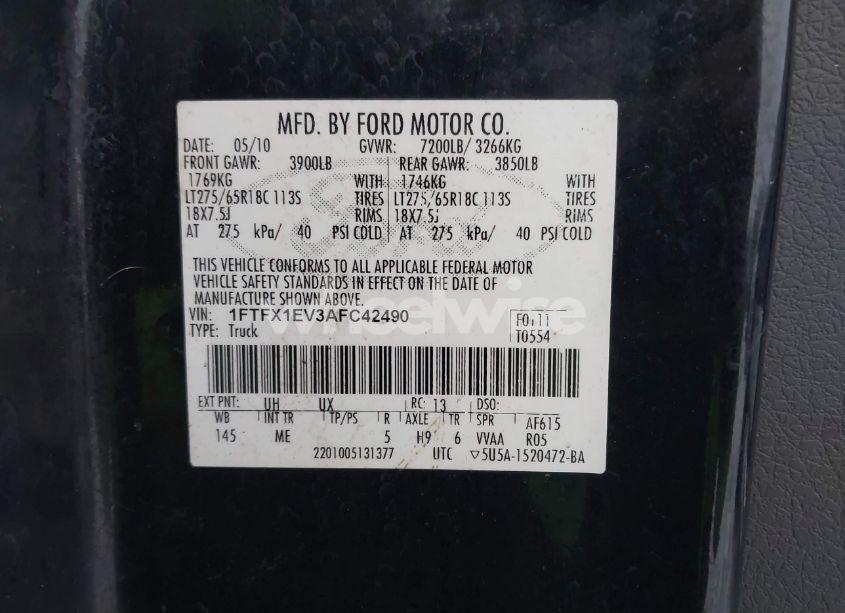 MFD. BY FORD MOTOR CO.
DATE: 05/10 GVWR: 7200LB/ 3266KG
FRONT GAWR: 3900LB REAR GAWR: 3850LB
1769KG WITH 1746KG WITH
LT275/65R18C 113S TIRES LT275/65R18C 113S TIRES
18X7.5J RIMS 18X7.5J RIMS
AT 275 kPa/ 40 PSI COLD AT 275 kPa/ 40 PSI COLD
THIS VEHICLE CONFORMS TO ALL APPLICABLE FEDERAL MOTOR
VEHICLE SAFETY STANDARDS IN EFFECT ON THE DATE OF
MANUFACTURE SHOWN ABOVE.
VIN: 1FTFX1EV3AFC42490
TYPE: Truck
F0111
T0554
wheelwise
EXT PNT: UH UX RC: 13 DSO:
WB INT TR TP/PS R AXLE TR SPR AF615
145 ME 5 H9 6 VVAA R05
2201005131377 UTC ▽5U5A-1520472-BA